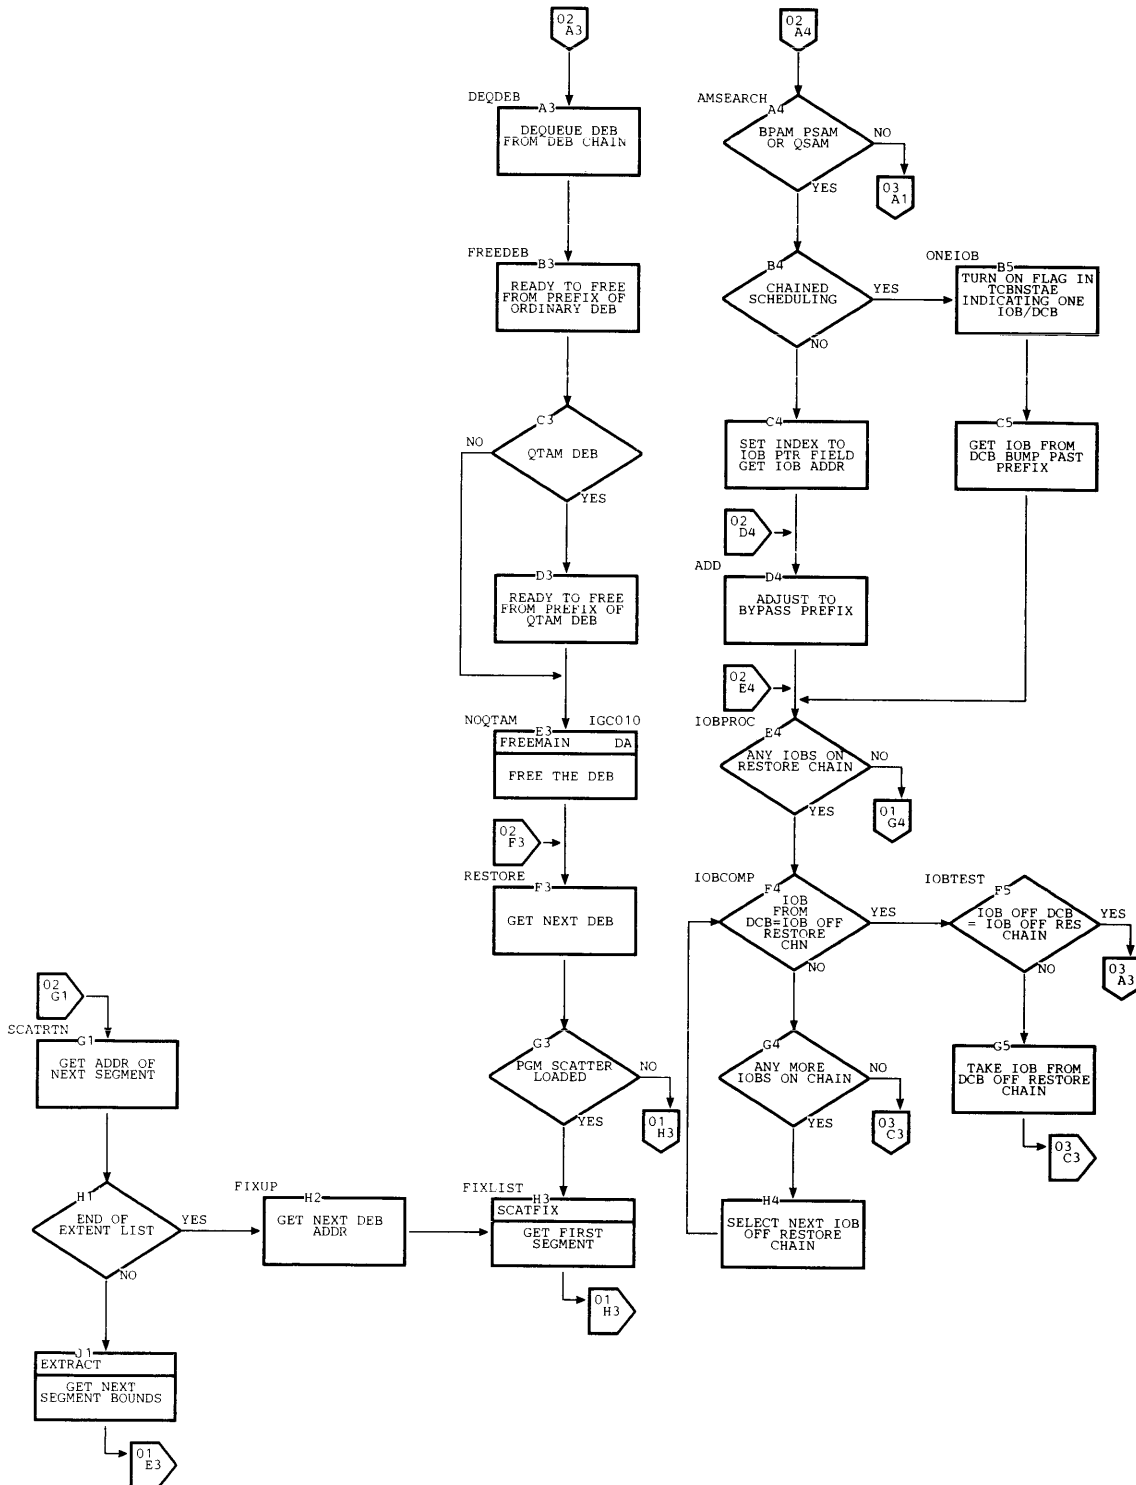 02
A3
DEQDEB
A3
DEQUEUE DEB
FROM DEB CHAIN
FREEDEB
B3
READY TO FREE
FROM PREFIX OF
ORDINARY DEB
C3
QTAM DEB
NO
YES
D3
READY TO FREE
FROM PREFIX OF
QTAM DEB
NOQTAM
IGC010
E3
FREEMAIN DA
FREE THE DEB
02
F3
RESTORE
F3
GET NEXT DEB
G3
PGM SCATTER
LOADED
NO
YES
01
H3
FIXLIST
H3
SCATFIX
GET FIRST
SEGMENT
01
H3
02
G1
SCATRTN
G1
GET ADDR OF
NEXT SEGMENT
H1
END OF
EXTENT LIST
YES
NO
FIXUP
H2
GET NEXT DEB
ADDR
J1
EXTRACT
GET NEXT
SEGMENT BOUNDS
01
E3
02
A4
AMSEARCH
A4
BPAM PSAM
OR QSAM
NO
YES
03
A1
B4
CHAINED
SCHEDULING
YES
NO
ONEIOB
B5
TURN ON FLAG IN
TCBNSTAE
INDICATING ONE
IOB/DCB
C4
SET INDEX TO
IOB PTR FIELD
GET IOB ADDR
C5
GET IOB FROM
DCB BUMP PAST
PREFIX
02
D4
ADD
D4
ADJUST TO
BYPASS PREFIX
02
E4
IOBPROC
E4
ANY IOBS ON
RESTORE CHAIN
NO
YES
01
G4
IOBCOMP
F4
IOB
FROM
DCB=IOB OFF
RESTORE
CHN
YES
NO
IOBTEST
F5
IOB OFF DCB
= IOB OFF RES
CHAIN
YES
NO
03
A3
G4
ANY MORE
IOBS ON CHAIN
NO
YES
03
C3
G5
TAKE IOB FROM
DCB OFF RESTORE
CHAIN
03
C3
H4
SELECT NEXT IOB
OFF RESTORE
CHAIN